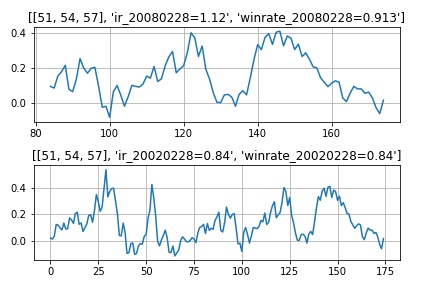 [[51, 54, 57], 'ir_20080228=1.12', 'winrate_20080228=0.913']
0.4
0.2
0.0
80 100 120 140 160
[[51, 54, 57], 'ir_20020228=0.84', 'winrate_20020228=0.84']
0.4
0.2
0.0
0 25 50 75 100 125 150 175